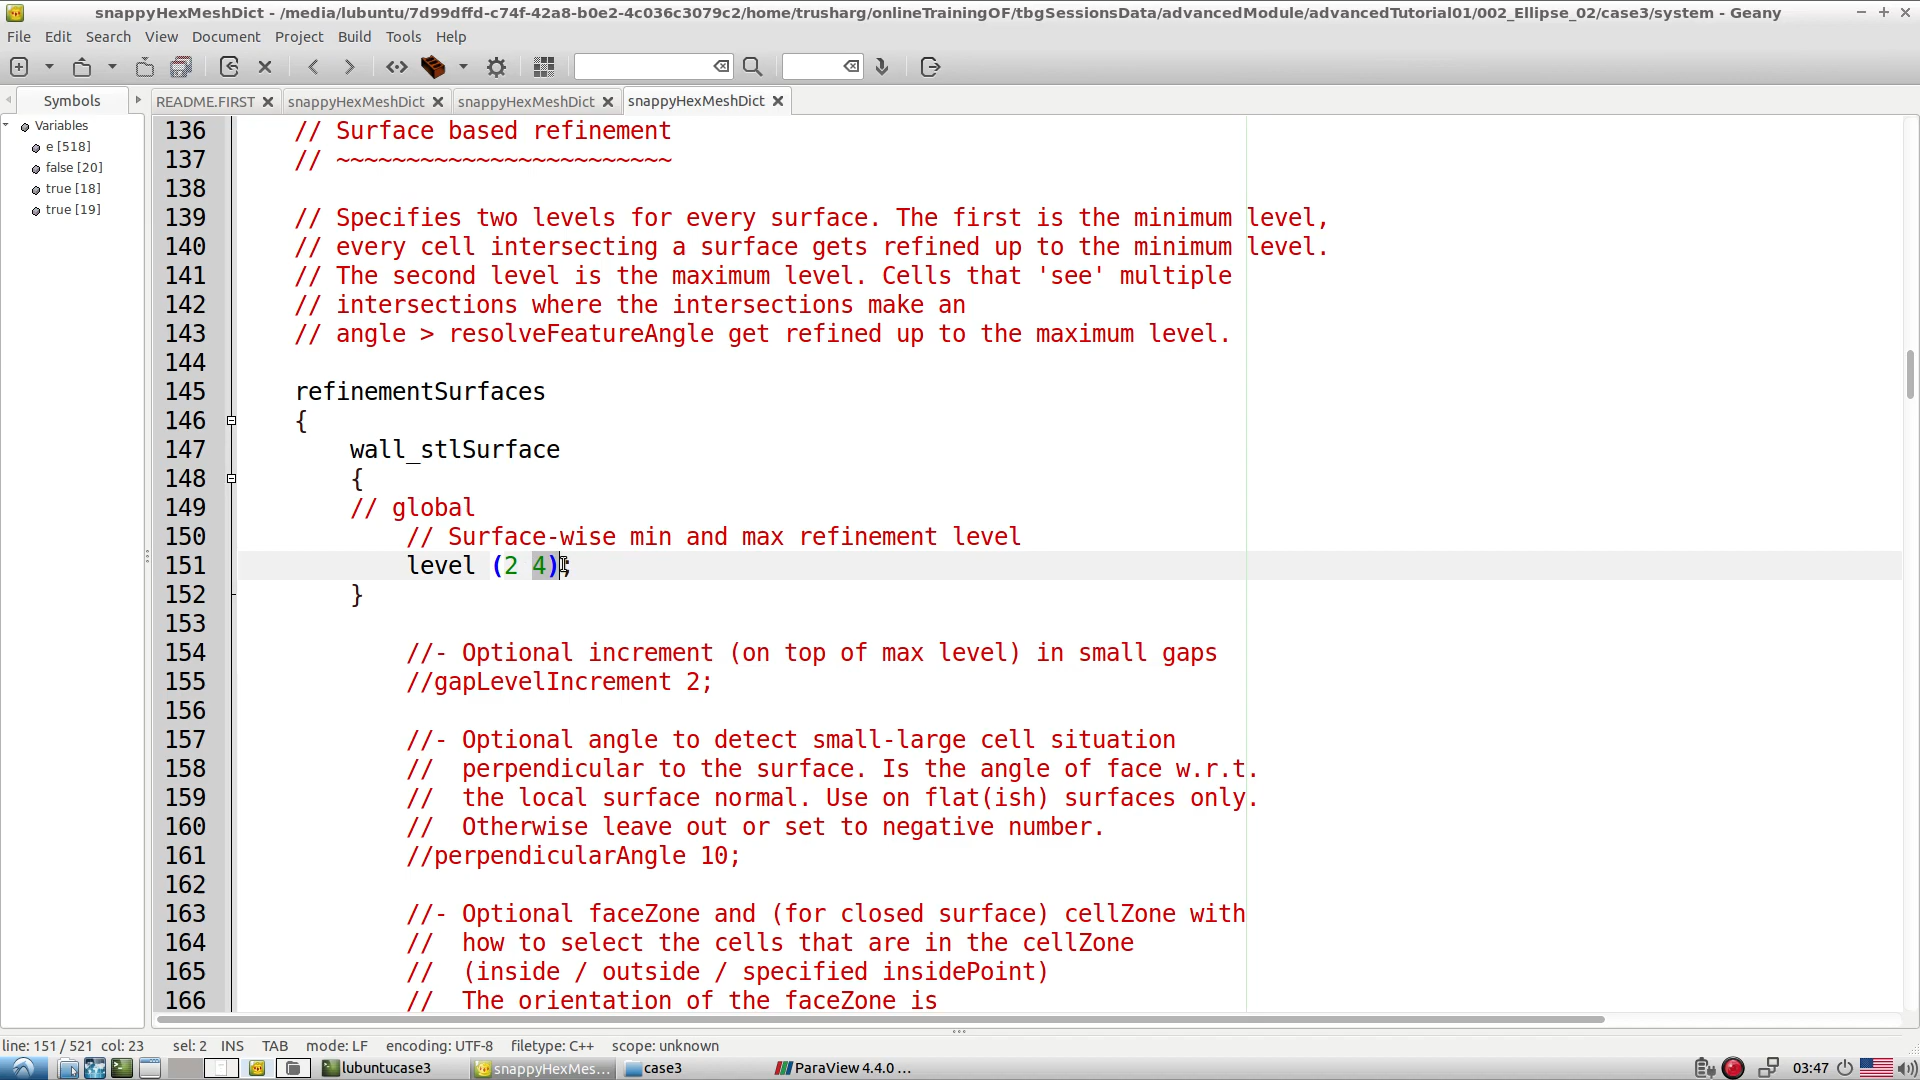 snappyHexMeshDict - /media/lubuntu/7d99dffd-c74f-42a8-b0e2-4c036c3079c2/home/trusharg/onlineTrainingOF/tbgSessionsData/advancedModule/advancedTutorial01/002_Ellipse_02/case3/system - Geany
File Edit Search View Document Project Build Tools Help
Symbols
README.FIRST snappyHexMeshDict snappyHexMeshDict snappyHexMeshDict
Variables
e [518]
false [20]
true [18]
true [19]
136 // Surface based refinement
137 // ~~~~~~~~~~~~~~~~~~~~~~~~
138
139 // Specifies two levels for every surface. The first is the minimum level,
140 // every cell intersecting a surface gets refined up to the minimum level.
141 // The second level is the maximum level. Cells that 'see' multiple
142 // intersections where the intersections make an
143 // angle > resolveFeatureAngle get refined up to the maximum level.
144
145 refinementSurfaces
146 {
147 wall_stlSurface
148 {
149 // global
150 // Surface-wise min and max refinement level
151 level (2 4);
152 }
153
154 //- Optional increment (on top of max level) in small gaps
155 //gapLevelIncrement 2;
156
157 //- Optional angle to detect small-large cell situation
158 // perpendicular to the surface. Is the angle of face w.r.t.
159 // the local surface normal. Use on flat(ish) surfaces only.
160 // Otherwise leave out or set to negative number.
161 //perpendicularAngle 10;
162
163 //- Optional faceZone and (for closed surface) cellZone with
164 // how to select the cells that are in the cellZone
165 // (inside / outside / specified insidePoint)
166 // The orientation of the faceZone is
line: 151 / 521 col: 23 sel: 2 INS TAB mode: LF encoding: UTF-8 filetype: C++ scope: unknown
lubuntucase3 snappyHexMes... case3 ParaView 4.4.0 ... 03:47